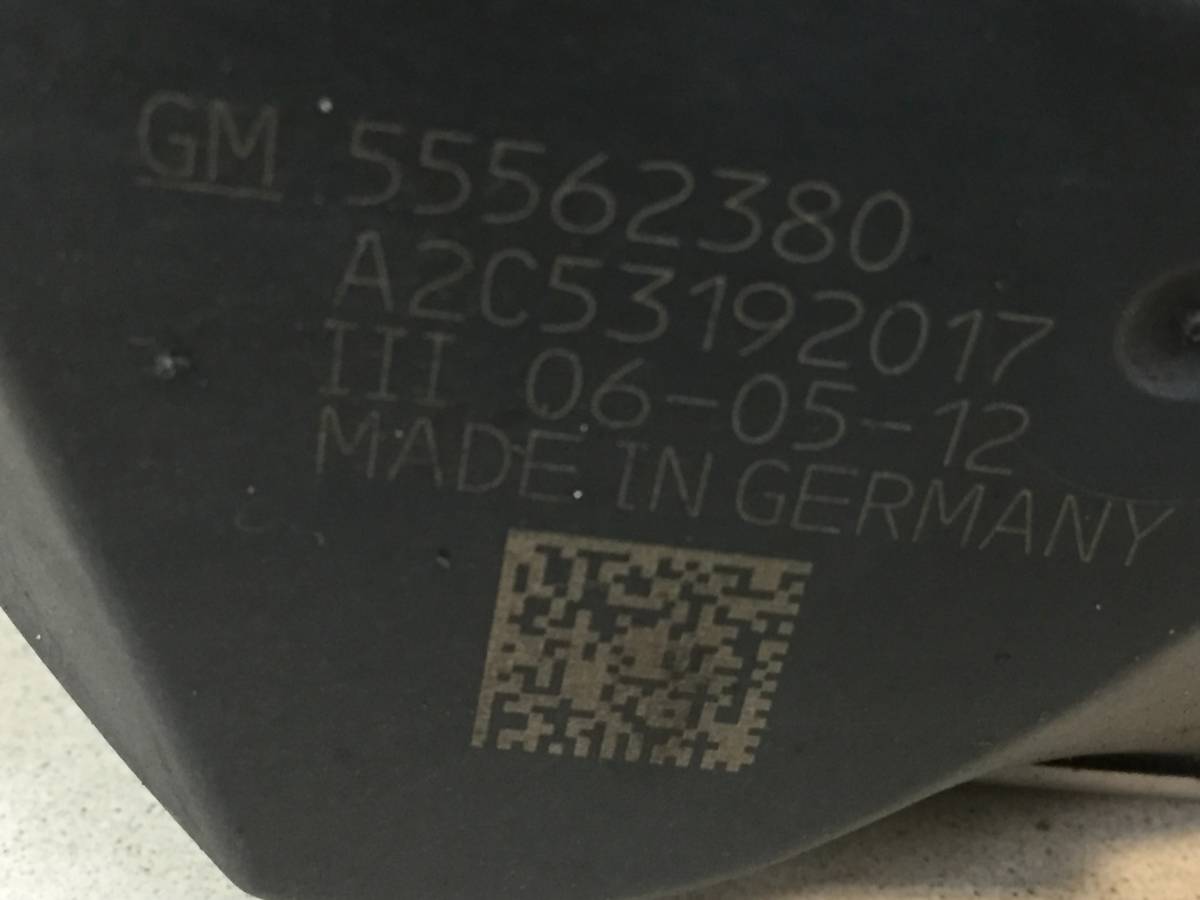 GM 55562380
A2C53192017
III 06-05-12
MADE IN GERMANY